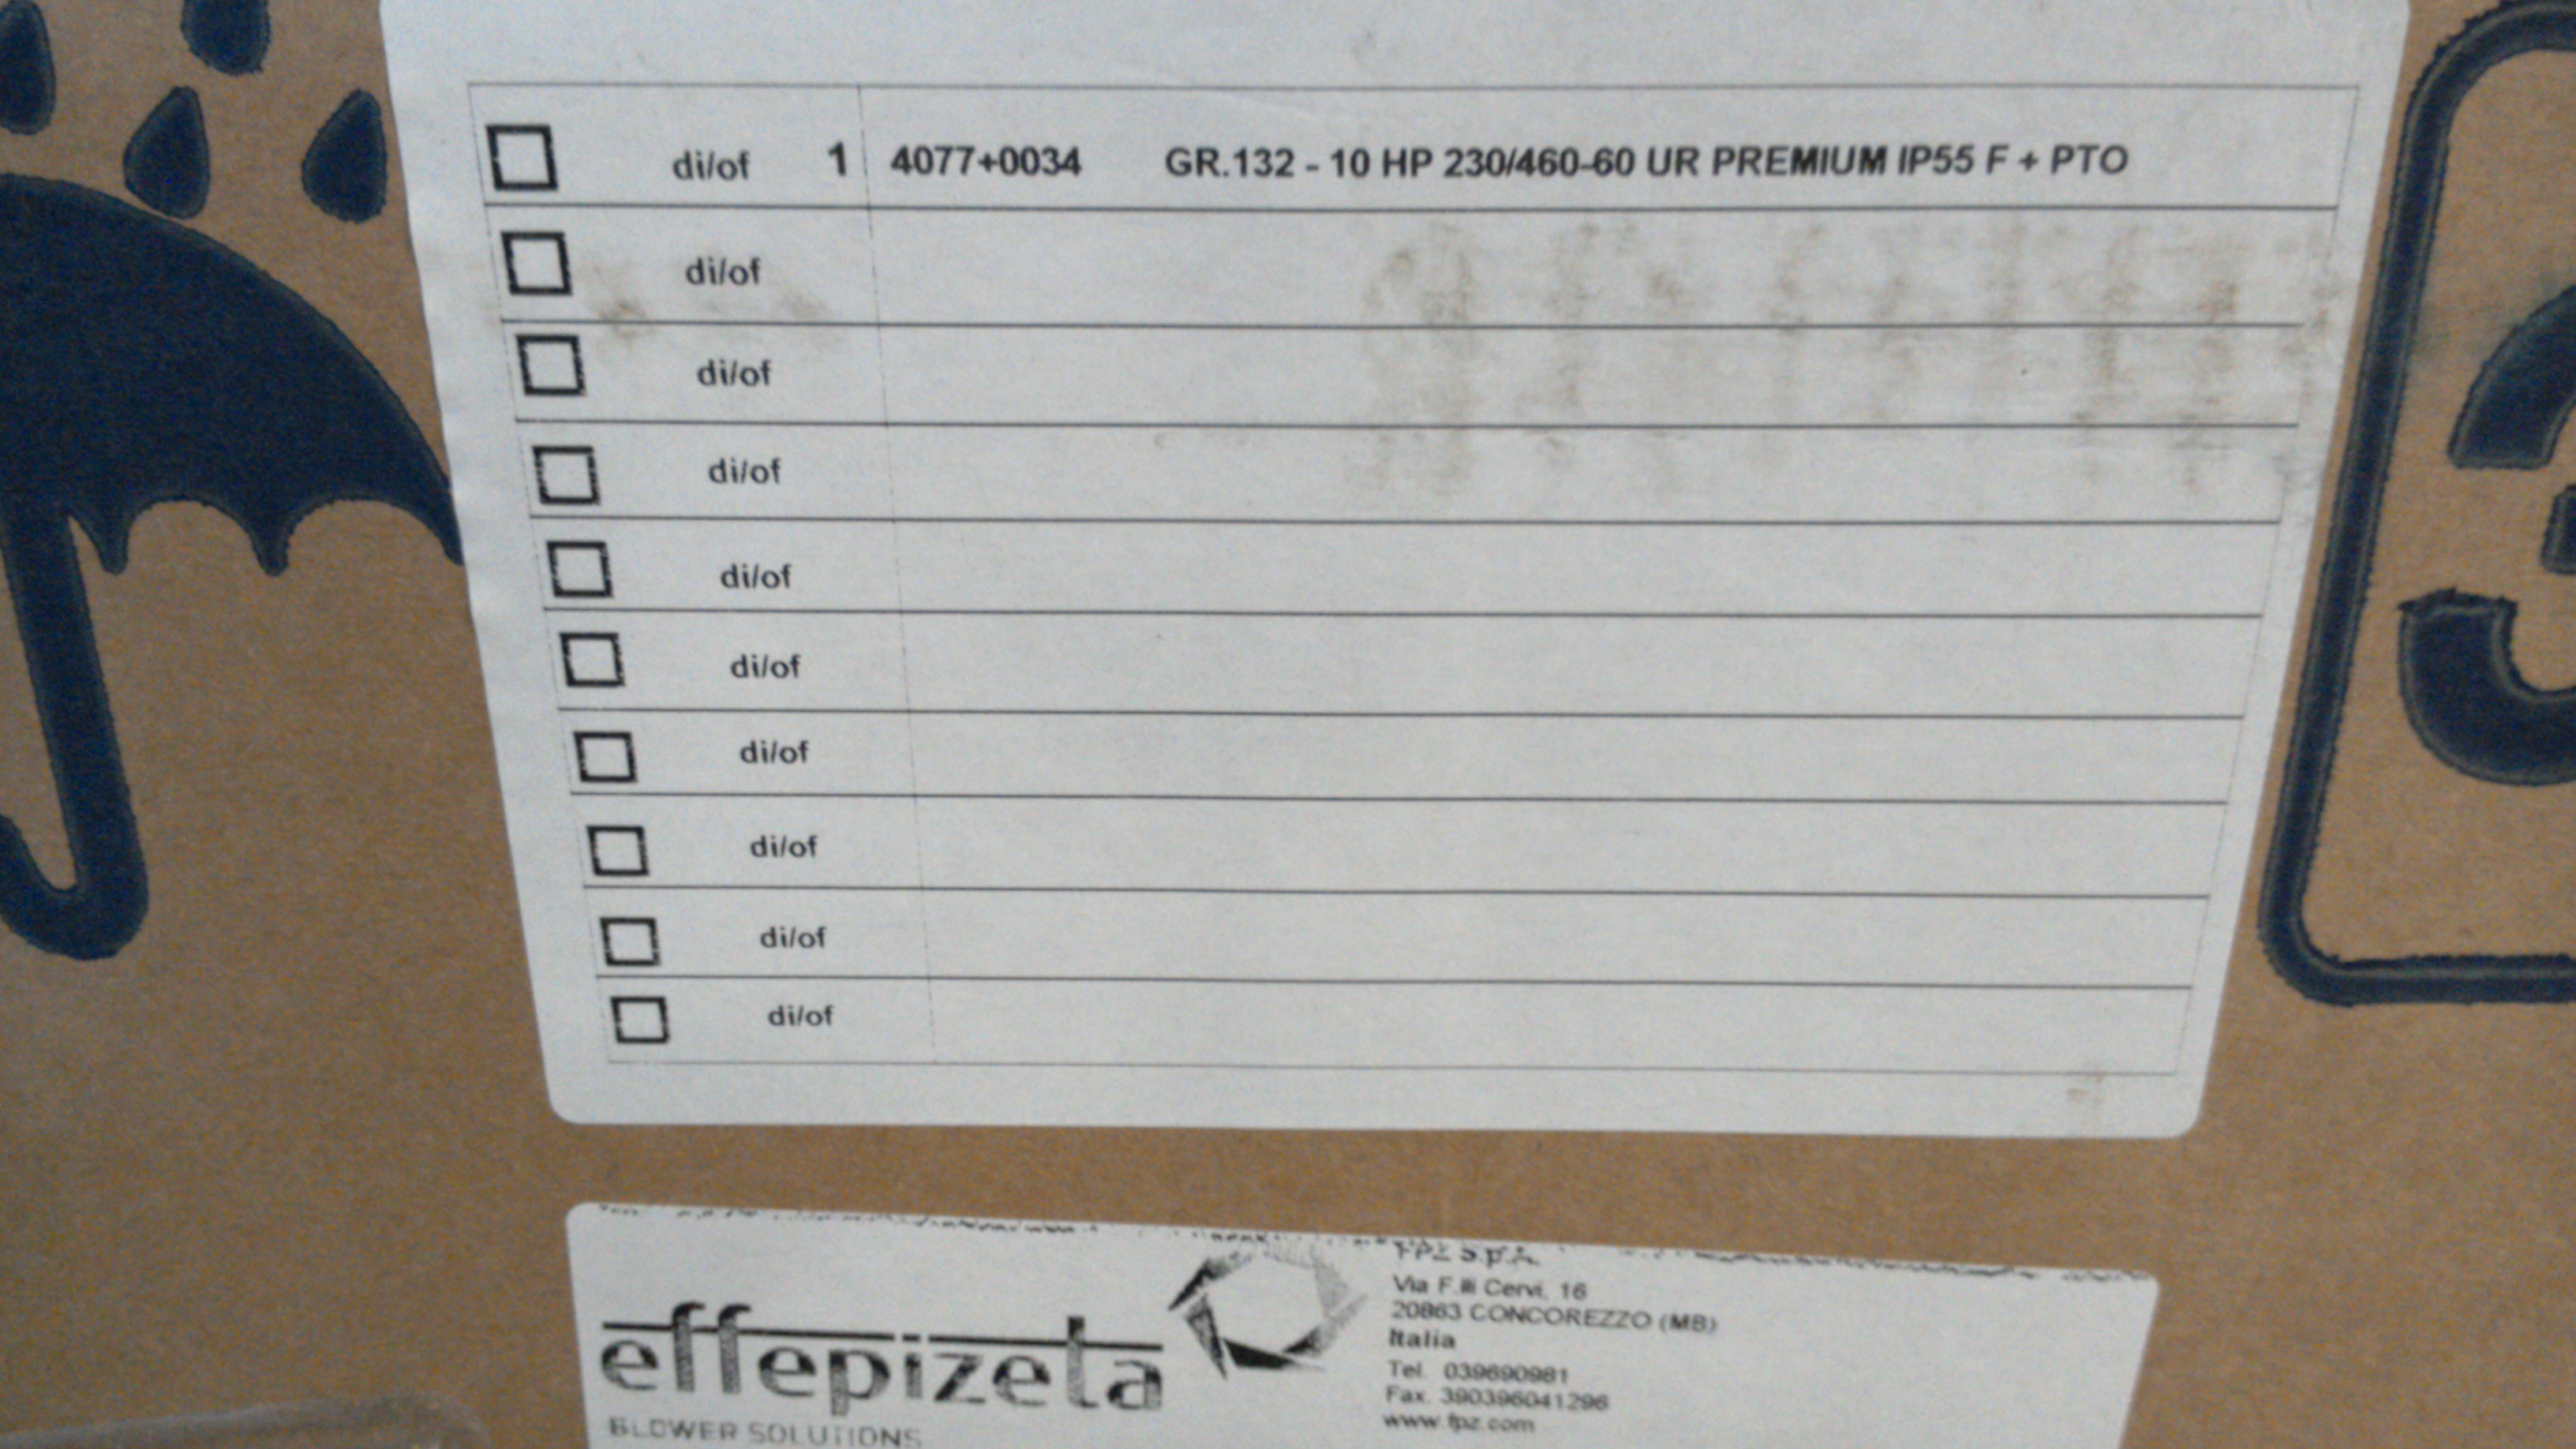 di/of 1 4077+0034 GR.132 - 10 HP 230/460-60 UR PREMIUM IP55 F + PTO
di/of
di/of
di/of
di/of
di/of
di/of
di/of
di/of
di/of
3
effepizeta
BLOWER SOLUTIONS
FPZ S.p.A.
Via F.lli Cervi, 16
20863 CONCOREZZO (MB)
Italia
Tel. 039690981
Fax. 390396041296
www.fpz.com